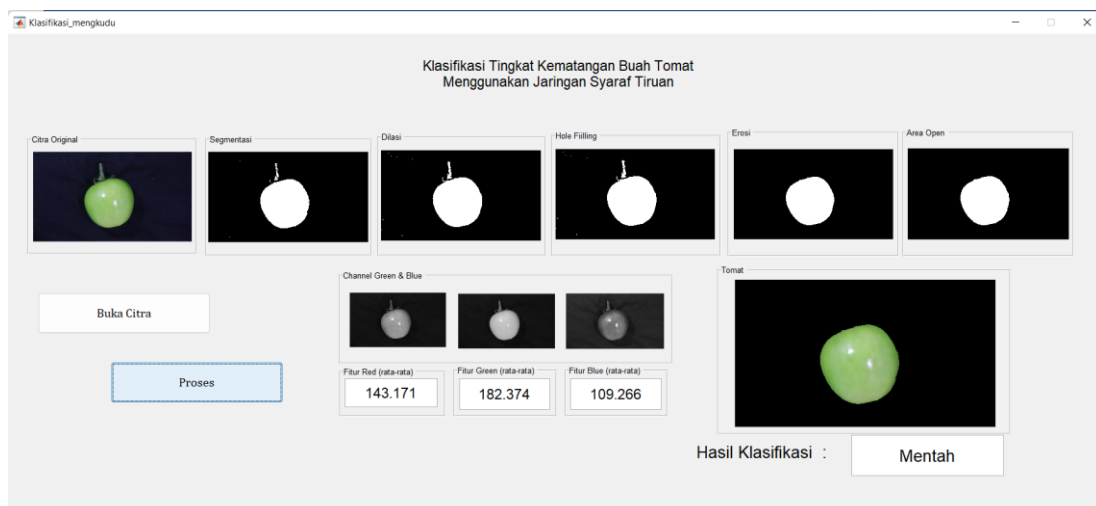 Klasifikasi_mengkudu
Klasifikasi Tingkat Kematangan Buah Tomat
Menggunakan Jaringan Syaraf Tiruan
Citra Original
Segmentasi
Dilasi
Hole Fiilling
Erosi
Area Open
Buka Citra
Proses
Channel Green & Blue
Fitur Red (rata-rata)
143.171
Fitur Green (rata-rata)
182.374
Fitur Blue (rata-rata)
109.266
Tomat
Hasil Klasifikasi :
Mentah